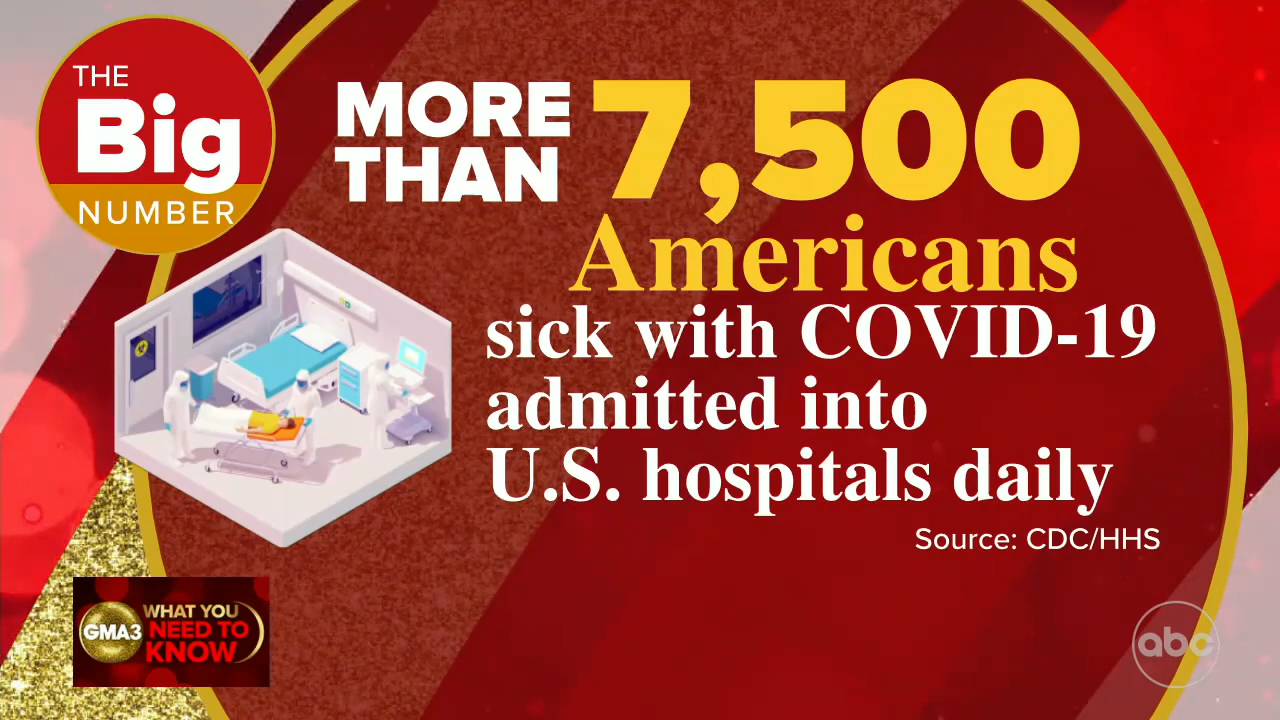 THE
Big
NUMBER
MORE
THAN
7,500
Americans
sick with COVID-19
admitted into
U.S. hospitals daily
Source: CDC/HHS
GMA3
WHAT YOU
NEED TO
KNOW
abc